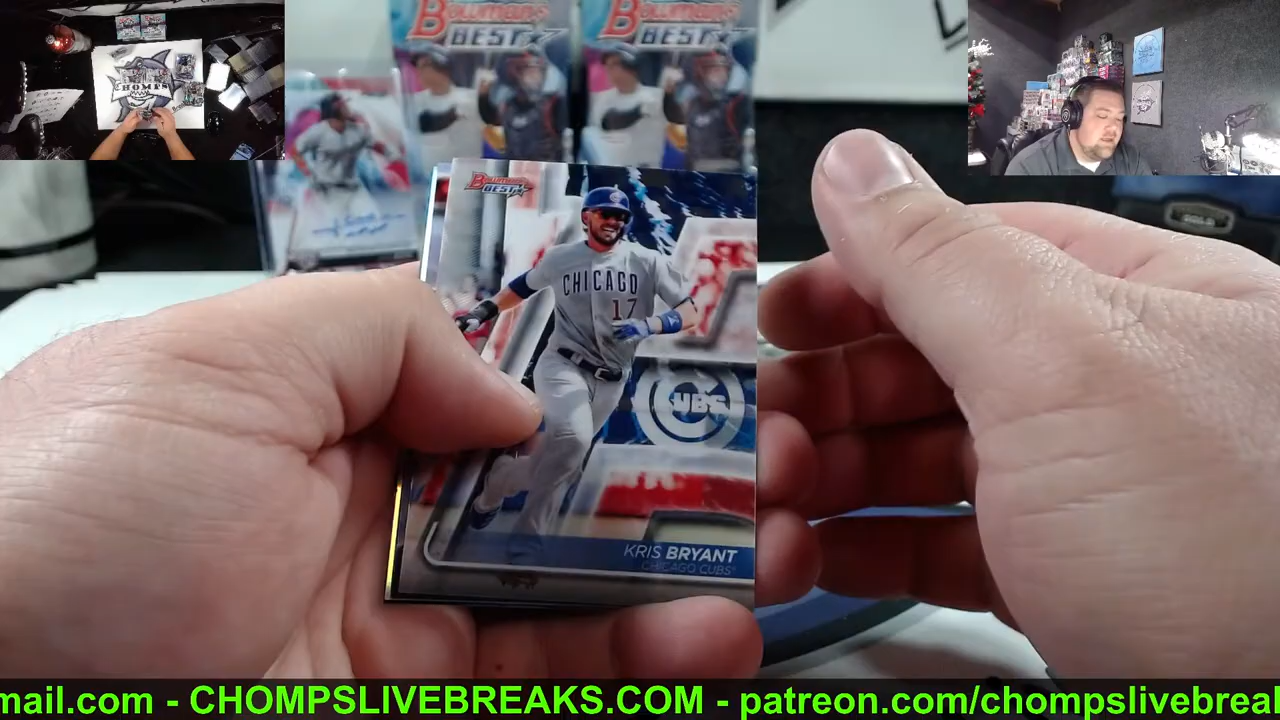 BOWMAN'S
BEST
BOWMAN'S
BEST
CHOMPS
BOWMAN'S
BEST
CHICAGO
17
CUBS
KRIS BRYANT
CHICAGO CUBS®
mail.com - CHOMPSLIVEBREAKS.COM - patreon.com/chompslivebreal